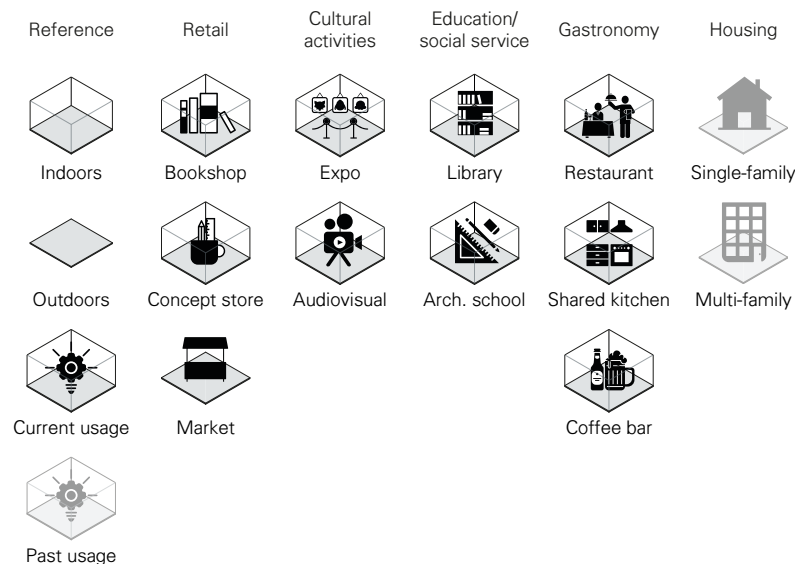 Reference
Retail
Cultural
activities
Education/
social service
Gastronomy
Housing
Indoors
Bookshop
Expo
Library
Restaurant
Single-family
Outdoors
Concept store
Audiovisual
Arch. school
Shared kitchen
Multi-family
Current usage
Market
Coffee bar
Past usage